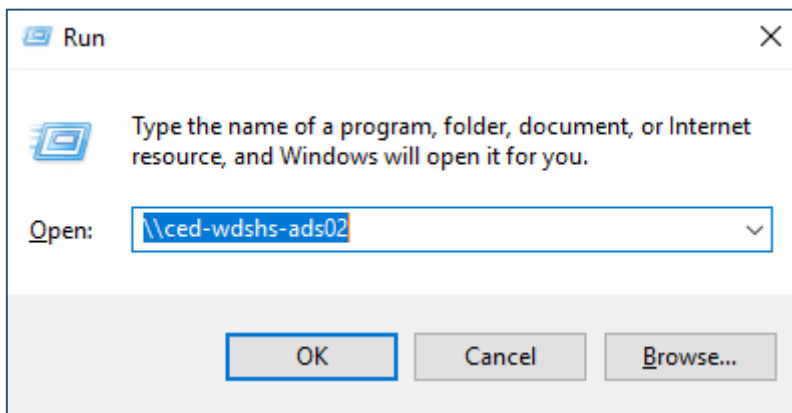 Run
Type the name of a program, folder, document, or Internet
resource, and Windows will open it for you.
Open: \\ced-wdshs-ads02
OK Cancel Browse...